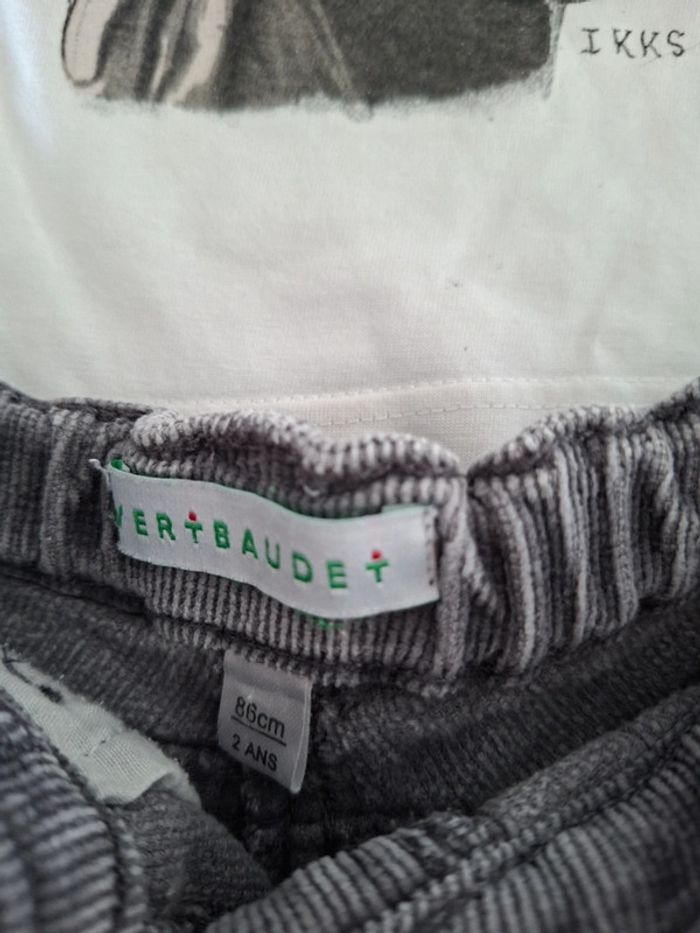 IKKS
VERTBAUDET
86cm
2 ANS